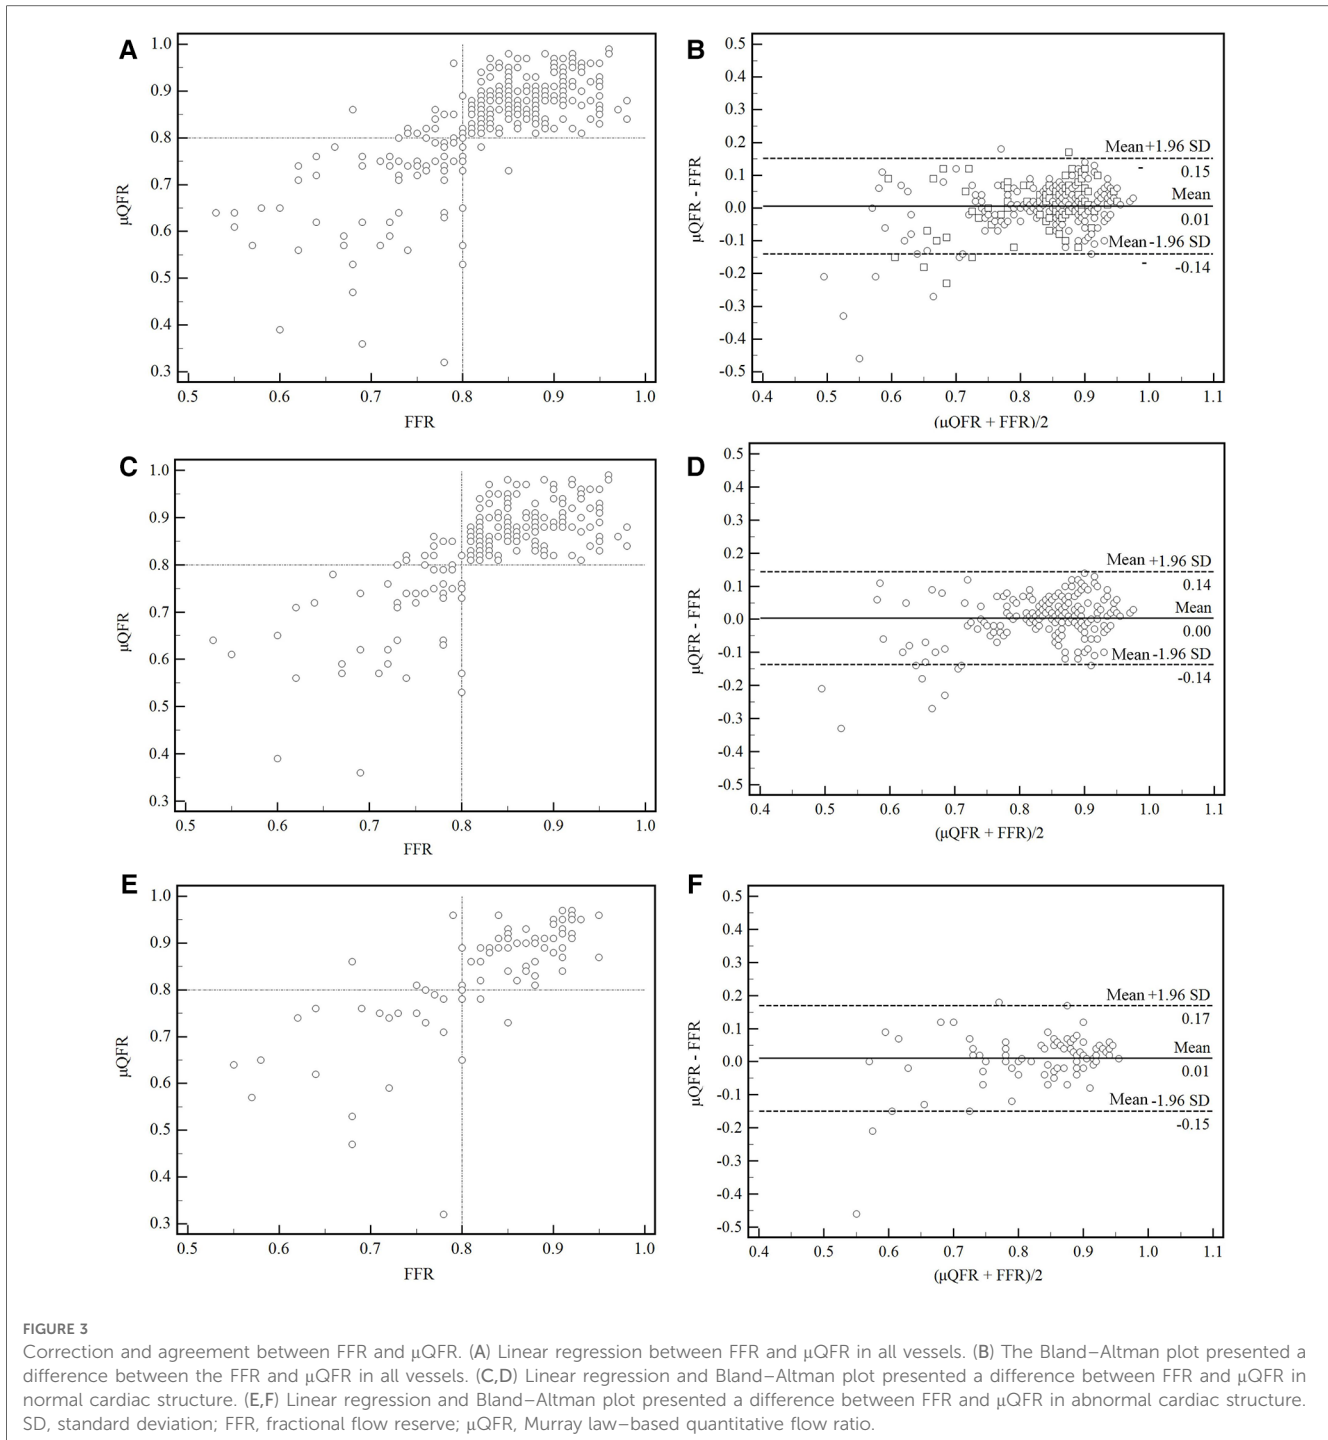 A
1.0
0.9
0.8
0.7
0.6
0.5
0.4
0.3
μQFR
0.5 0.6 0.7 0.8 0.9 1.0
FFR
B
0.5
0.4
0.3
0.2
0.1
0.0
-0.1
-0.2
-0.3
-0.4
-0.5
μQFR - FFR
Mean+1.96 SD
0.15
Mean
0.01
Mean-1.96 SD
-0.14
0.4 0.5 0.6 0.7 0.8 0.9 1.0 1.1
(μQFR + FFR)/2
C
1.0
0.9
0.8
0.7
0.6
0.5
0.4
0.3
μQFR
0.5 0.6 0.7 0.8 0.9 1.0
FFR
D
0.5
0.4
0.3
0.2
0.1
0.0
-0.1
-0.2
-0.3
-0.4
-0.5
μQFR - FFR
Mean +1.96 SD
0.14
Mean
0.00
Mean -1.96 SD
-0.14
0.4 0.5 0.6 0.7 0.8 0.9 1.0 1.1
(μQFR + FFR)/2
E
1.0
0.9
0.8
0.7
0.6
0.5
0.4
0.3
μQFR
0.5 0.6 0.7 0.8 0.9 1.0
FFR
F
0.5
0.4
0.3
0.2
0.1
0.0
-0.1
-0.2
-0.3
-0.4
-0.5
μQFR - FFR
Mean +1.96 SD
0.17
Mean
0.01
Mean -1.96 SD
-0.15
0.4 0.5 0.6 0.7 0.8 0.9 1.0 1.1
(μQFR + FFR)/2
FIGURE 3
Correction and agreement between FFR and μQFR. (A) Linear regression between FFR and μQFR in all vessels. (B) The Bland–Altman plot presented a
difference between the FFR and μQFR in all vessels. (C,D) Linear regression and Bland–Altman plot presented a difference between FFR and μQFR in
normal cardiac structure. (E,F) Linear regression and Bland–Altman plot presented a difference between FFR and μQFR in abnormal cardiac structure.
SD, standard deviation; FFR, fractional flow reserve; μQFR, Murray law–based quantitative flow ratio.